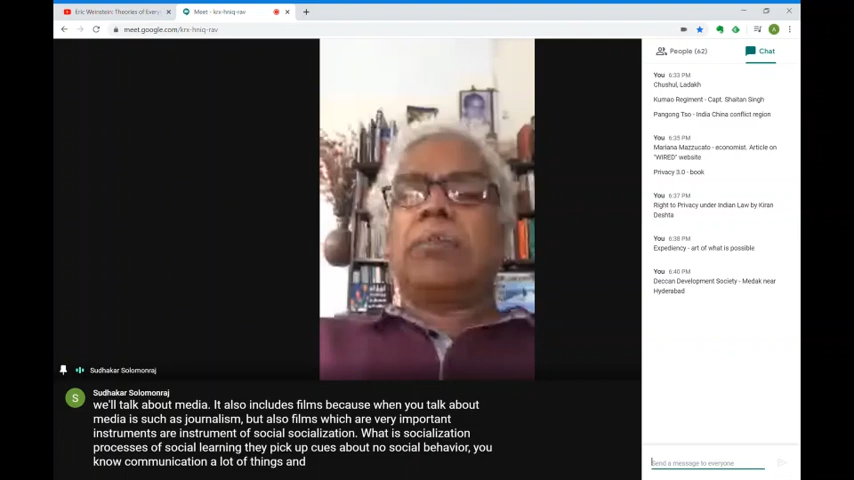 Eric Weinstein: Theories of Every
Meet - krx-hniq-rav
meet.google.com/krx-hniq-rav
People (62)
Chat
You 6:33 PM
Chushul, Ladakh
Kumao Regiment - Capt. Shaitan Singh
Pangong Tao - India China conflict region
You 6:35 PM
Mariana Mazzucato - economist. Article on
"WIRED" website
Privacy 3.0 - book
You 6:37 PM
Right to Privacy under Indian Law by Kiran
Deshta
You 6:38 PM
Expediency - art of what is possible
You 6:40 PM
Deccan Development Society - Medak near
Hyderabad
Sudhakar Solomonraj
S
Sudhakar Solomonraj
we'll talk about media. It also includes films because when you talk about
media is such as journalism, but also films which are very important
instruments are instrument of social socialization. What is socialization
processes of social learning they pick up cues about no social behavior, you
know communication a lot of things and
Send a message to everyone